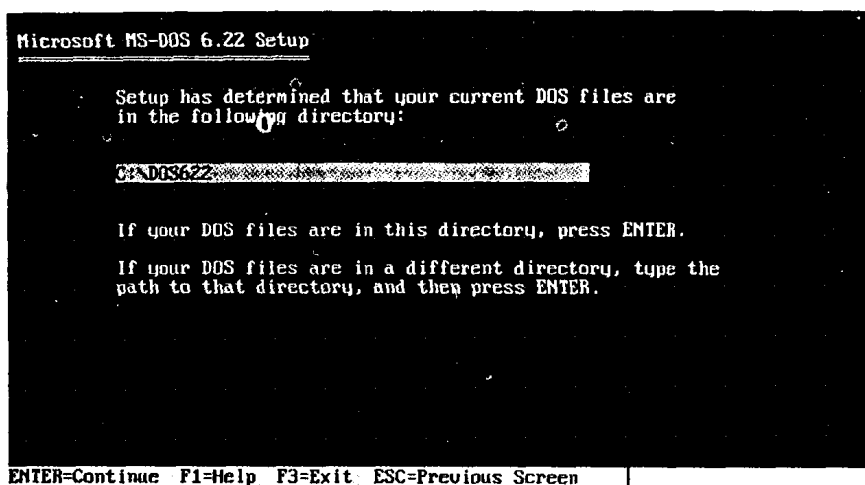 Microsoft MS-DOS 6.22 Setup
Setup has determined that your current DOS files are
in the following directory:
C:\DOS622
If your DOS files are in this directory, press ENTER.
If your DOS files are in a different directory, type the
path to that directory, and then press ENTER.
ENTER=Continue F1=Help F3=Exit ESC=Previous Screen